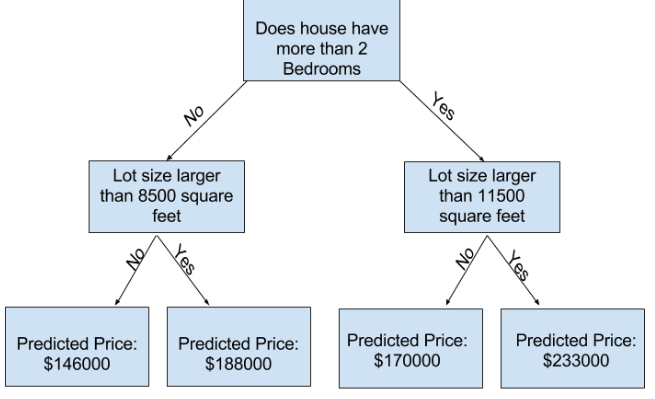 Does house have
more than 2
Bedrooms
No
Yes
Lot size larger
than 8500 square
feet
Lot size larger
than 11500
square feet
No
Yes
No
Yes
Predicted Price:
$146000
Predicted Price:
$188000
Predicted Price:
$170000
Predicted Price:
$233000